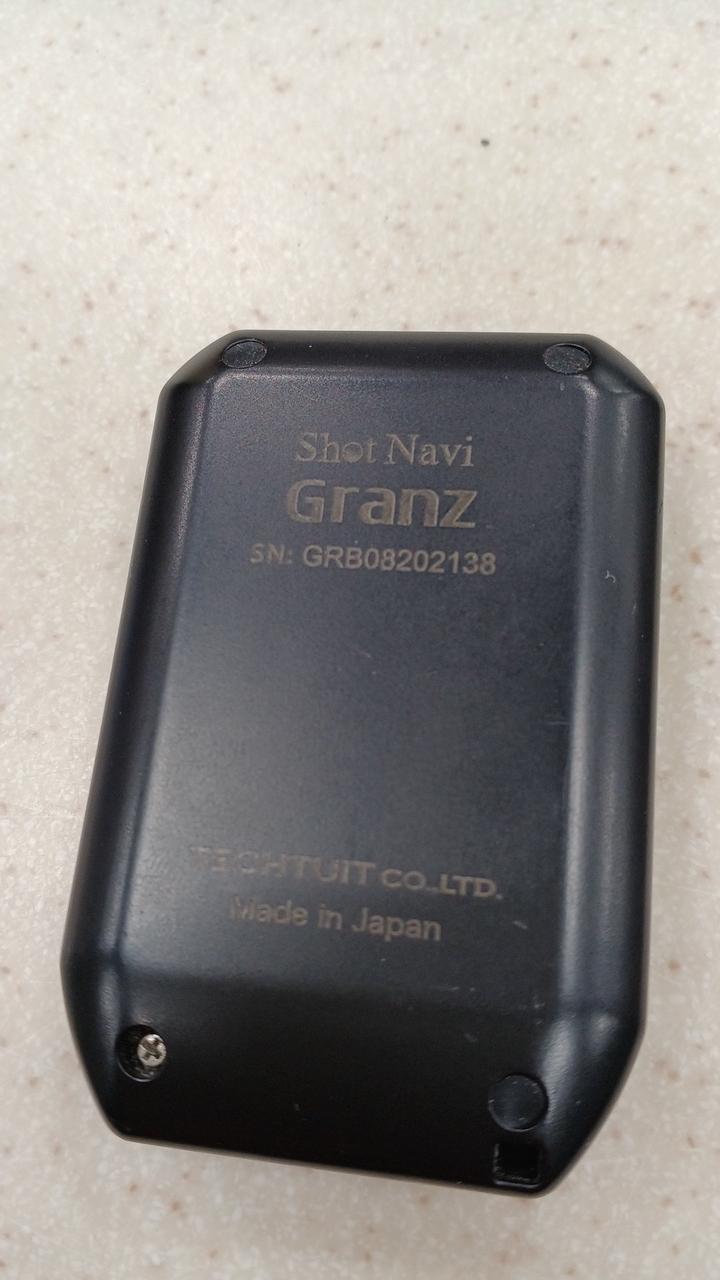 Shot Navi
Granz
SN: GRB08202138
TECHTUIT CO.,LTD.
Made in Japan